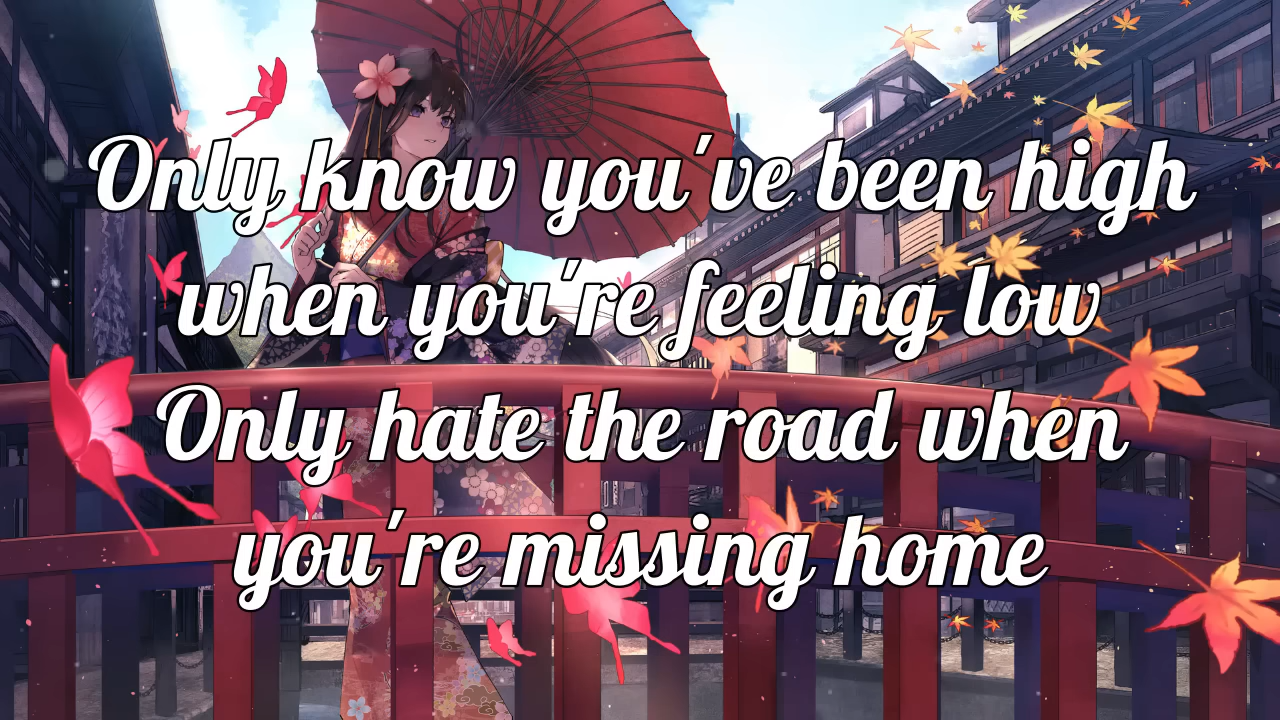 Only know you've been high
when you're feeling low
Only hate the road when
you're missing home